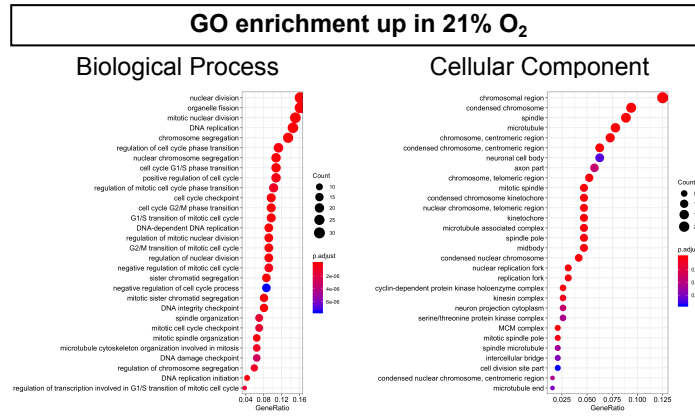 GO enrichment up in 21% O₂
Biological Process
nuclear division
organelle fission
mitotic nuclear division
DNA replication
chromosome segregation
regulation of cell cycle phase transition
nuclear chromosome segregation
cell cycle G1/S phase transition
positive regulation of cell cycle
regulation of mitotic cell cycle phase transition
cell cycle checkpoint
cell cycle G2/M phase transition
G1/S transition of mitotic cell cycle
DNA-dependent DNA replication
regulation of mitotic nuclear division
G2/M transition of mitotic cell cycle
regulation of nuclear division
negative regulation of mitotic cell cycle
sister chromatid segregation
negative regulation of cell cycle process
mitotic sister chromatid segregation
DNA integrity checkpoint
spindle organization
mitotic cell cycle checkpoint
mitotic spindle organization
microtubule cytoskeleton organization involved in mitosis
DNA damage checkpoint
regulation of chromosome segregation
DNA replication initiation
regulation of transcription involved in G1/S transition of mitotic cell cycle
0.04 0.08 0.12 0.16
GeneRatio
Count
10
15
20
25
30
p.adjust
2e-06
4e-06
6e-06
Cellular Component
chromosomal region
condensed chromosome
spindle
microtubule
chromosome, centromeric region
condensed chromosome, centromeric region
neuronal cell body
axon part
chromosome, telomeric region
mitotic spindle
condensed chromosome kinetochore
nuclear chromosome, telomeric region
kinetochore
microtubule associated complex
spindle pole
midbody
condensed nuclear chromosome
nuclear replication fork
replication fork
cyclin-dependent protein kinase holoenzyme complex
kinesin complex
neuron projection cytoplasm
serine/threonine protein kinase complex
MCM complex
mitotic spindle pole
spindle microtubule
intercellular bridge
cell division site part
condensed nuclear chromosome, centromeric region
microtubule end
0.025 0.050 0.075 0.100 0.125
GeneRatio
Count
p.adjust